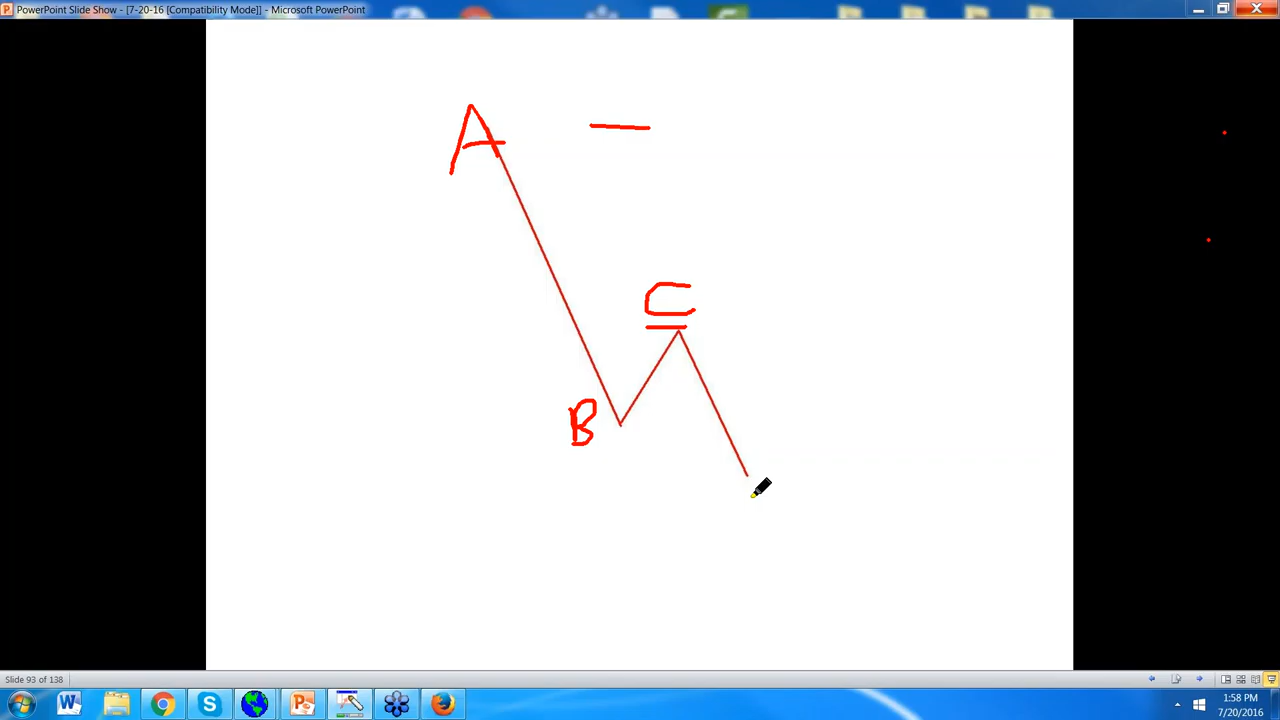 PowerPoint Slide Show - [7-20-16 [Compatibility Mode]] - Microsoft PowerPoint
A
C
B
Slide 93 of 138
1:58 PM
7/20/2016